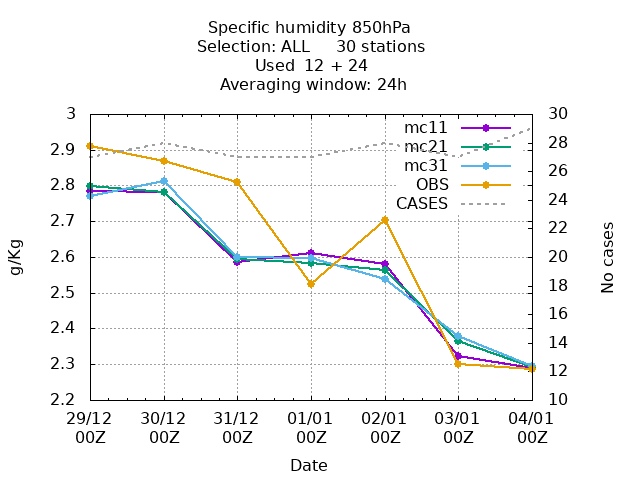 Specific humidity 850hPa
Selection: ALL     30 stations
Used  12 + 24
Averaging window: 24h
3
2.9
2.8
2.7
2.6
2.5
2.4
2.3
2.2
g/Kg
30
28
26
24
22
20
18
16
14
12
10
No cases
mc11
mc21
mc31
OBS
CASES
29/12 30/12 31/12 01/01 02/01 03/01 04/01
00Z 00Z 00Z 00Z 00Z 00Z 00Z
Date